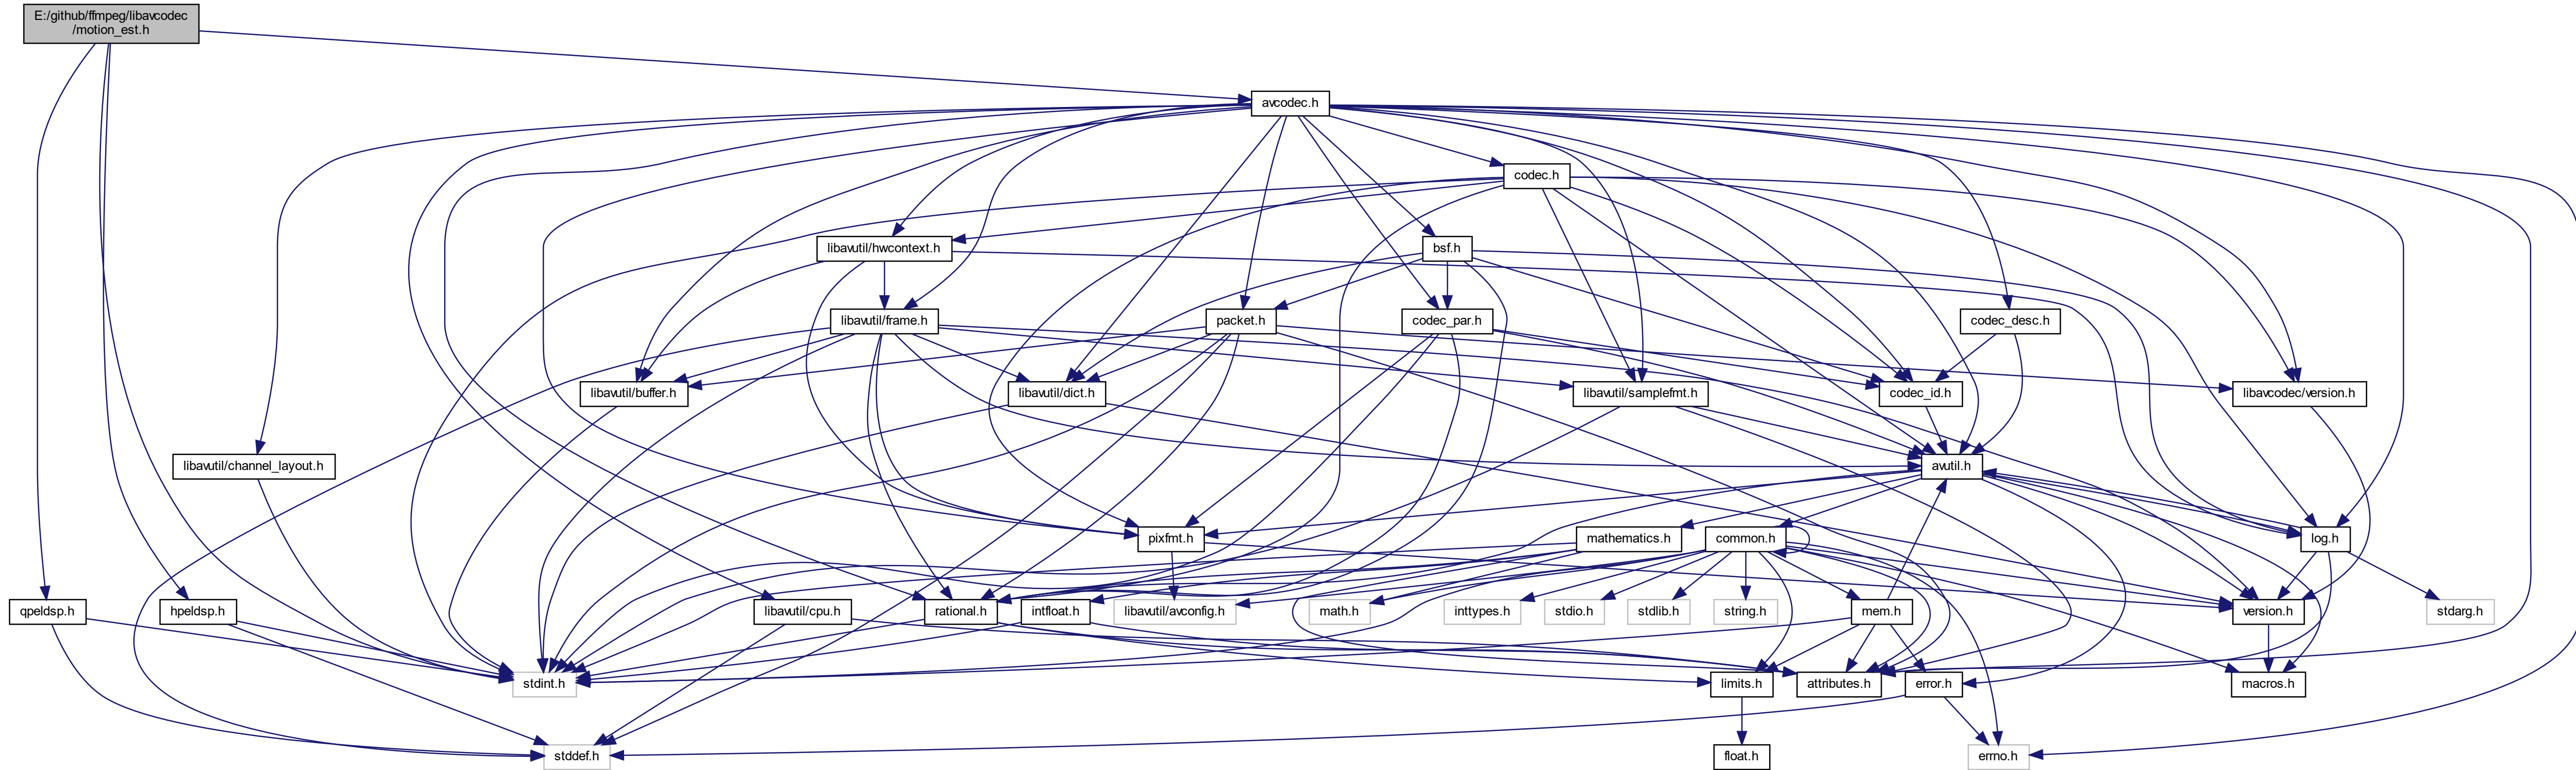 E:/github/ffmpeg/libavcodec
/motion_est.h
avcodec.h
codec.h
libavutil/hwcontext.h
bsf.h
libavutil/frame.h
packet.h
codec_par.h
codec_desc.h
libavutil/buffer.h
libavutil/dict.h
libavutil/samplefmt.h
codec_id.h
libavcodec/version.h
libavutil/channel_layout.h
avutil.h
pixfmt.h
mathematics.h
common.h
log.h
qpeldsp.h
hpeldsp.h
libavutil/cpu.h
rational.h
intfloat.h
libavutil/avconfig.h
math.h
inttypes.h
stdio.h
stdlib.h
string.h
mem.h
version.h
stdarg.h
stdint.h
limits.h
attributes.h
error.h
macros.h
stddef.h
float.h
errno.h